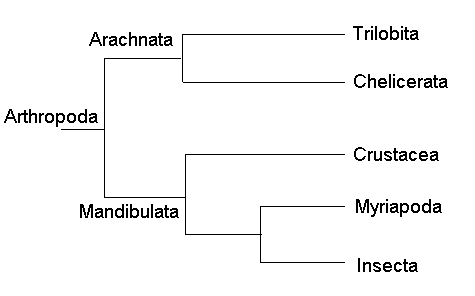 Trilobita
Arachnata
Chelicerata
Arthropoda
Crustacea
Myriapoda
Mandibulata
Insecta